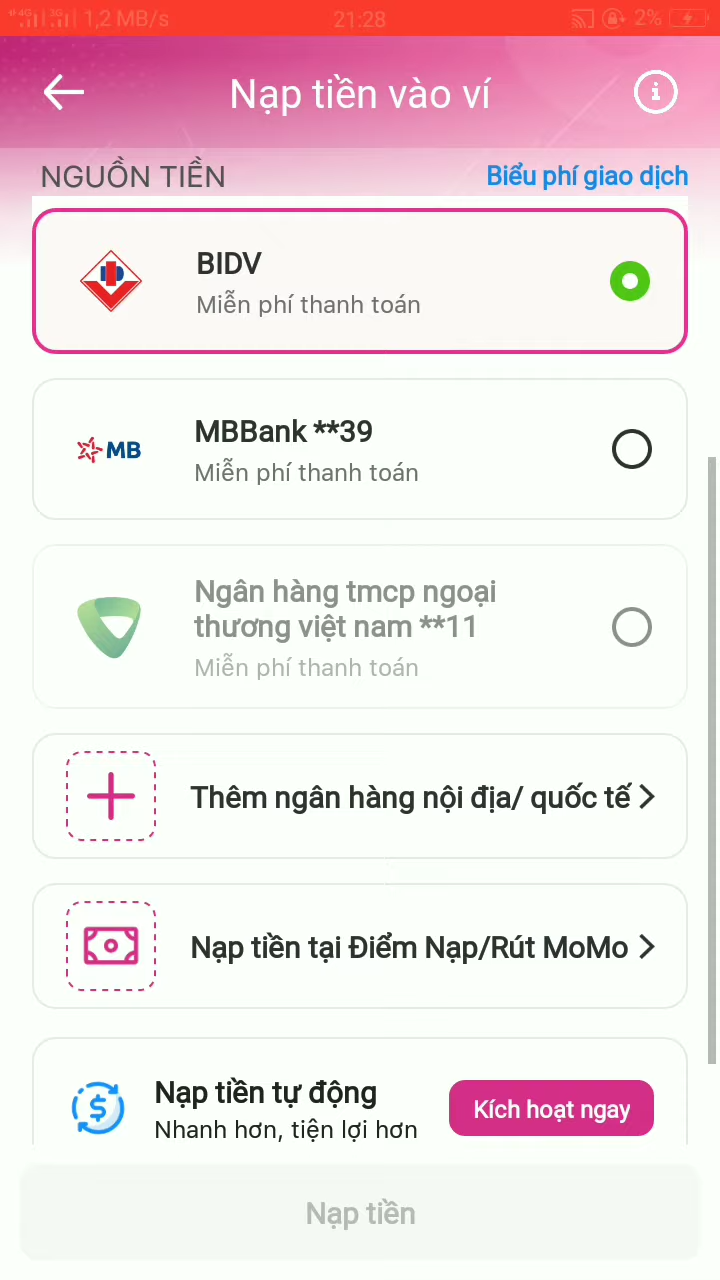 4G 3G 1,2 MB/s 21:28 2%
Nạp tiền vào ví
NGUỒN TIỀN Biểu phí giao dịch
BIDV
Miễn phí thanh toán
MB
MBBank **39
Miễn phí thanh toán
Ngân hàng tmcp ngoại
thương việt nam **11
Miễn phí thanh toán
Thêm ngân hàng nội địa/ quốc tế
Nạp tiền tại Điểm Nạp/Rút MoMo
Nạp tiền tự động
Nhanh hơn, tiện lợi hơn
Kích hoạt ngay
Nạp tiền